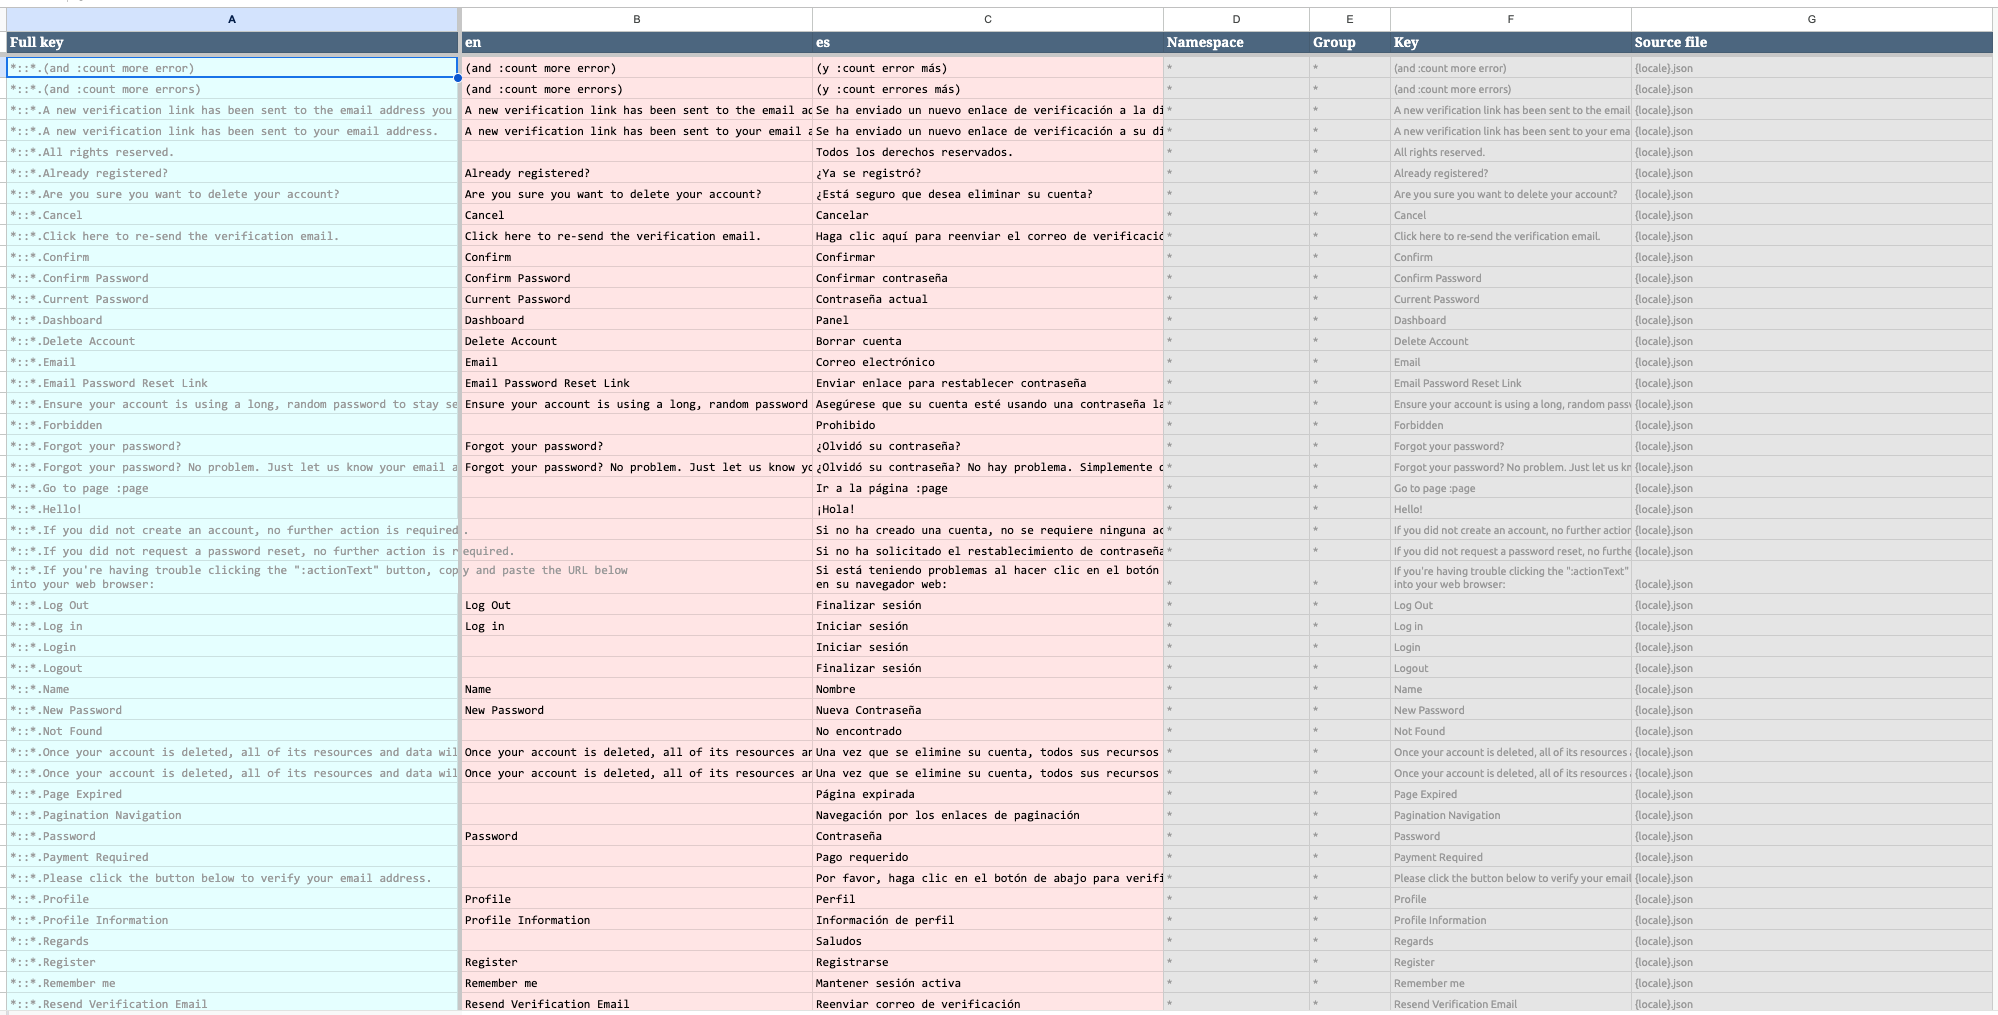 A B C D E F G
Full key en es Namespace Group Key Source file
*::*.(and :count more error) (and :count more error) (y :count error más) * * (and :count more error) {locale}.json
*::*.(and :count more errors) (and :count more errors) (y :count errores más) * * (and :count more errors) {locale}.json
*::*.A new verification link has been sent to the email address you A new verification link has been sent to the email Se ha enviado un nuevo enlace de verificación a la * * A new verification link has been sent to the email {locale}.json
*::*.A new verification link has been sent to your email address. A new verification link has been sent to your email Se ha enviado un nuevo enlace de verificación a su * * A new verification link has been sent to your {locale}.json
*::*.All rights reserved. Todos los derechos reservados. * * All rights reserved. {locale}.json
*::*.Already registered? Already registered? ¿Ya se registró? * * Already registered? {locale}.json
*::*.Are you sure you want to delete your account? Are you sure you want to delete your account? ¿Está seguro que desea eliminar su cuenta? * * Are you sure you want to delete your account? {locale}.json
*::*.Cancel Cancel Cancelar * * Cancel {locale}.json
*::*.Click here to re-send the verification email. Click here to re-send the verification email. Haga clic aquí para reenviar el correo de * * Click here to re-send the verification email. {locale}.json
*::*.Confirm Confirm Confirmar * * Confirm {locale}.json
*::*.Confirm Password Confirm Password Confirmar contraseña * * Confirm Password {locale}.json
*::*.Current Password Current Password Contraseña actual * * Current Password {locale}.json
*::*.Dashboard Dashboard Panel * * Dashboard {locale}.json
*::*.Delete Account Delete Account Borrar cuenta * * Delete Account {locale}.json
*::*.Email Email Correo electrónico * * Email {locale}.json
*::*.Email Password Reset Link Email Password Reset Link Enviar enlace para restablecer contraseña * * Email Password Reset Link {locale}.json
*::*.Ensure your account is using a long, random password to stay Ensure your account is using a long, random password Asegúrese que su cuenta esté usando una contraseña * * Ensure your account is using a long, random {locale}.json
*::*.Forbidden Prohibido * * Forbidden {locale}.json
*::*.Forgot your password? Forgot your password? ¿Olvidó su contraseña? * * Forgot your password? {locale}.json
*::*.Forgot your password? No problem. Just let us know your email Forgot your password? No problem. Just let us know ¿Olvidó su contraseña? No hay problema. Simplemente * * Forgot your password? No problem. Just let us {locale}.json
*::*.Go to page :page Ir a la página :page * * Go to page :page {locale}.json
*::*.Hello! ¡Hola! * * Hello! {locale}.json
*::*.If you did not create an account, no further action is required. Si no ha creado una cuenta, no se requiere ninguna * * If you did not create an account, no further {locale}.json
*::*.If you did not request a password reset, no further action is required. Si no ha solicitado el restablecimiento de * * If you did not request a password reset, no {locale}.json
*::*.If you're having trouble clicking the ":actionText" button, copy and paste the URL below Si está teniendo problemas al hacer clic en el botón If you're having trouble clicking the ":actionText"
into your web browser: en su navegador web: * * into your web browser: {locale}.json
*::*.Log Out Log Out Finalizar sesión * * Log Out {locale}.json
*::*.Log in Log in Iniciar sesión * * Log in {locale}.json
*::*.Login Iniciar sesión * * Login {locale}.json
*::*.Logout Finalizar sesión * * Logout {locale}.json
*::*.Name Name Nombre * * Name {locale}.json
*::*.New Password New Password Nueva Contraseña * * New Password {locale}.json
*::*.Not Found No encontrado * * Not Found {locale}.json
*::*.Once your account is deleted, all of its resources and data Once your account is deleted, all of its resources Una vez que se elimine su cuenta, todos sus recursos * * Once your account is deleted, all of its resources {locale}.json
*::*.Once your account is deleted, all of its resources and data Once your account is deleted, all of its resources Una vez que se elimine su cuenta, todos sus recursos * * Once your account is deleted, all of its resources {locale}.json
*::*.Page Expired Página expirada * * Page Expired {locale}.json
*::*.Pagination Navigation Navegación por los enlaces de paginación * * Pagination Navigation {locale}.json
*::*.Password Password Contraseña * * Password {locale}.json
*::*.Payment Required Pago requerido * * Payment Required {locale}.json
*::*.Please click the button below to verify your email address. Por favor, haga clic en el botón de abajo para * * Please click the button below to verify your email {locale}.json
*::*.Profile Profile Perfil * * Profile {locale}.json
*::*.Profile Information Profile Information Información de perfil * * Profile Information {locale}.json
*::*.Regards Saludos * * Regards {locale}.json
*::*.Register Register Registrarse * * Register {locale}.json
*::*.Remember me Remember me Mantener sesión activa * * Remember me {locale}.json
*::*.Resend Verification Email Resend Verification Email Reenviar correo de verificación * * Resend Verification Email {locale}.json